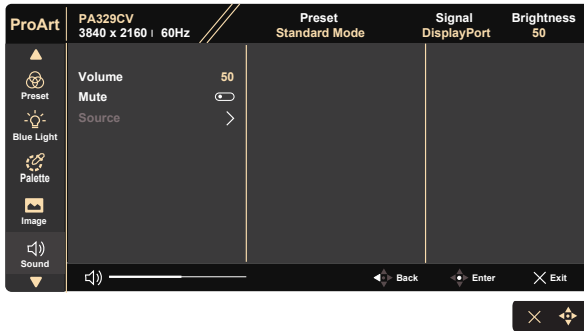 ProArt
PA329CV
3840 x 2160 | 60Hz
Preset
Standard Mode
Signal
DisplayPort
Brightness
50
Preset
Blue Light
Palette
Image
Sound
Volume 50
Mute
Source
Back
Enter
Exit